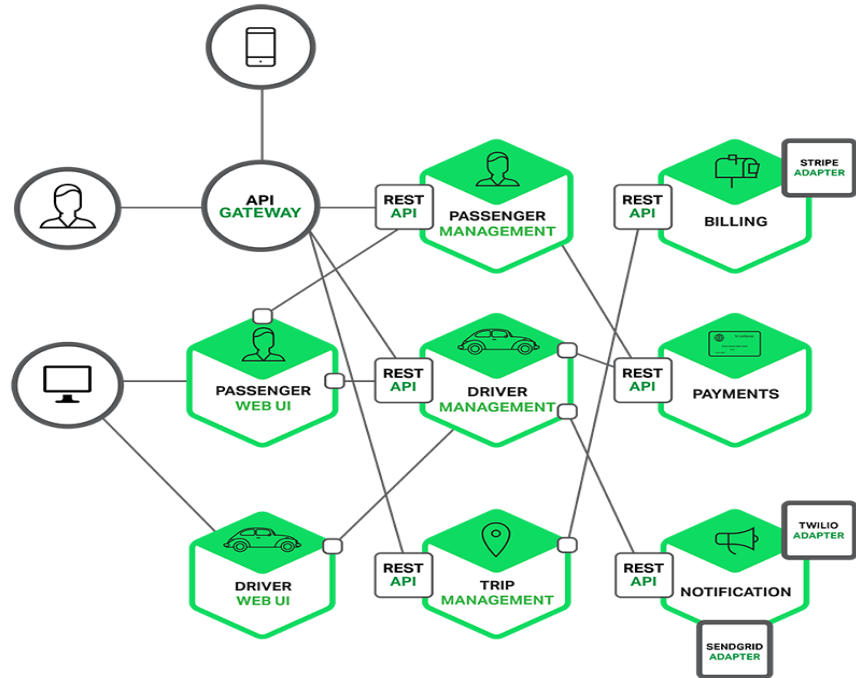 API
GATEWAY
REST
API
PASSENGER
MANAGEMENT
REST
API
BILLING
STRIPE
ADAPTER
PASSENGER
WEB UI
REST
API
DRIVER
MANAGEMENT
REST
API
PAYMENTS
DRIVER
WEB UI
REST
API
TRIP
MANAGEMENT
REST
API
NOTIFICATION
TWILIO
ADAPTER
SENDGRID
ADAPTER